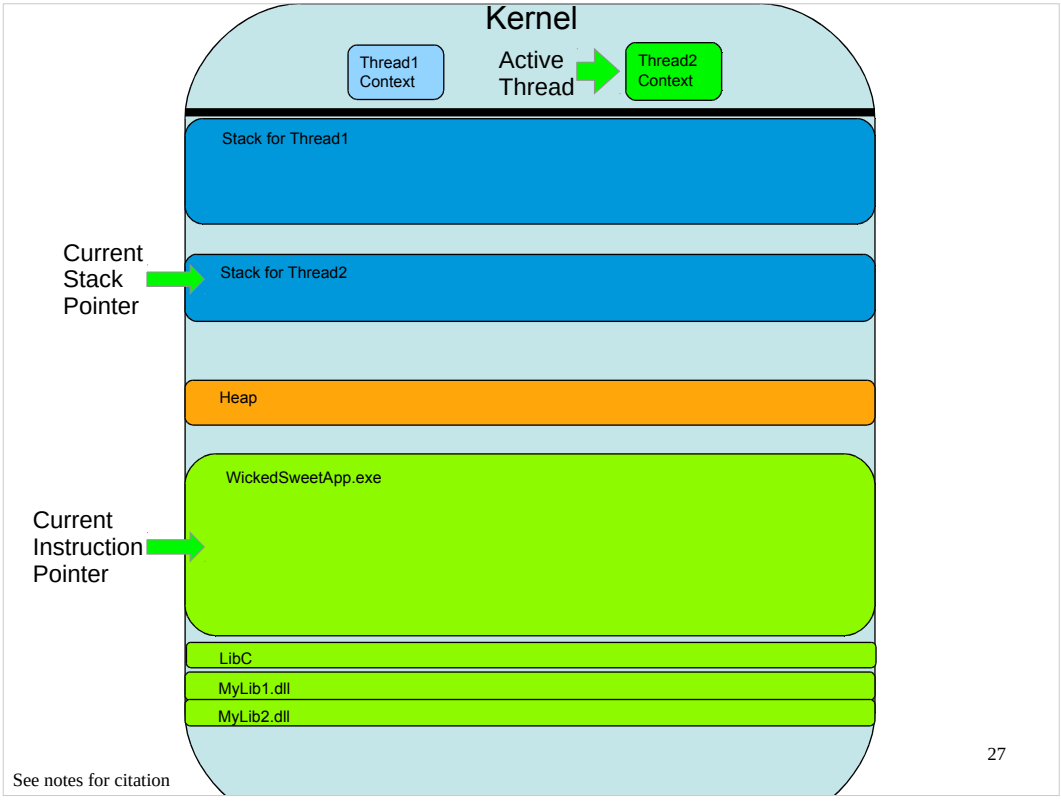 Kernel
Thread1
Context
Active
Thread
Thread2
Context
Stack for Thread1
Current
Stack
Pointer
Stack for Thread2
Heap
WickedSweetApp.exe
Current
Instruction
Pointer
LibC
MyLib1.dll
MyLib2.dll
27
See notes for citation